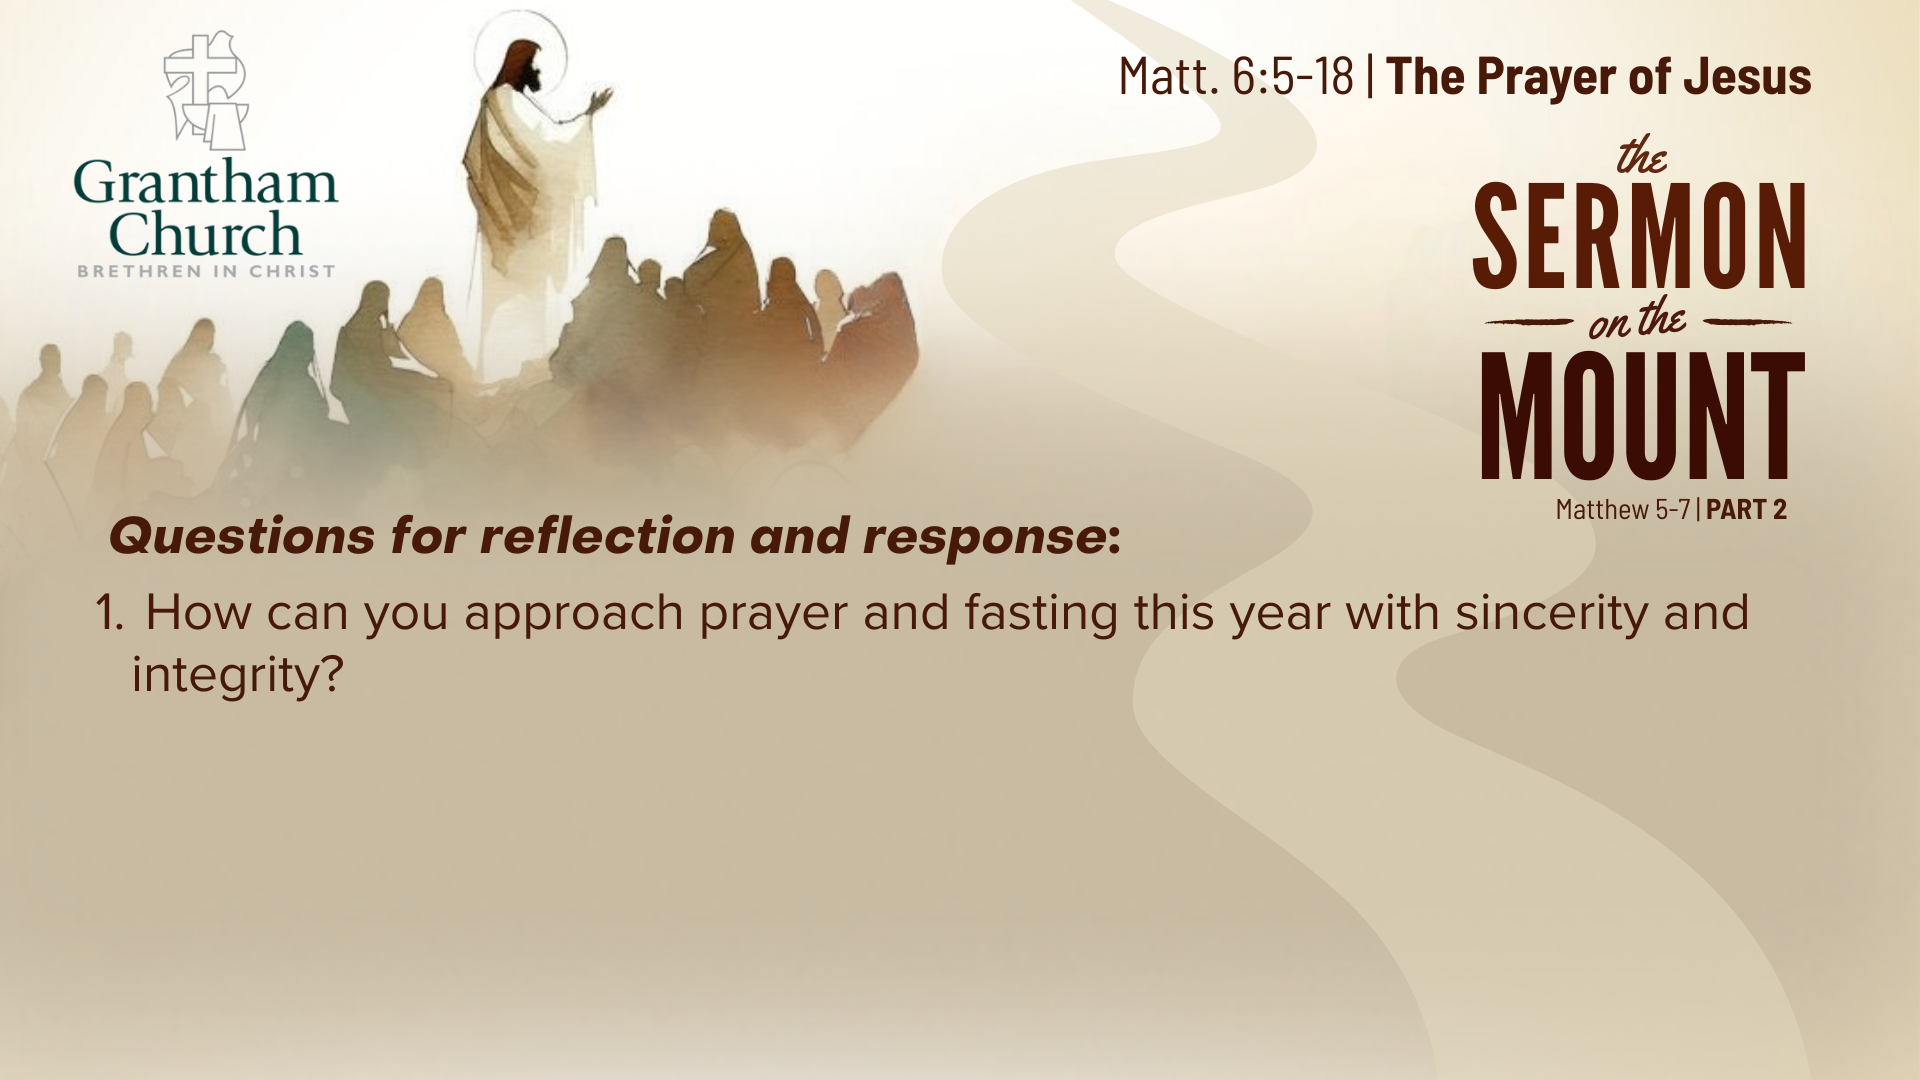 Grantham
Church
BRETHREN IN CHRIST
Matt. 6:5-18 | The Prayer of Jesus
the
SERMON
on the
MOUNT
Matthew 5-7 | PART 2
Questions for reflection and response:
1. How can you approach prayer and fasting this year with sincerity and
integrity?